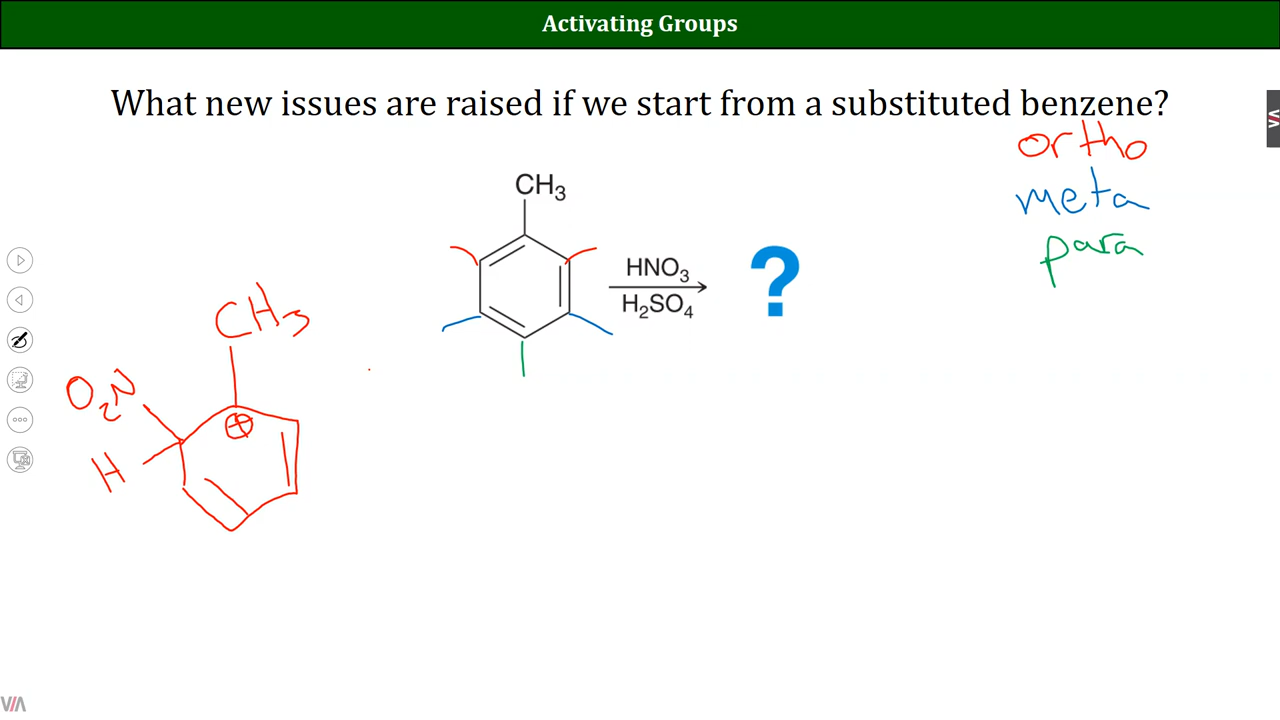 Activating Groups
What new issues are raised if we start from a substituted benzene?
ortho
meta
para
CH₃
HNO₃
H₂SO₄
?
CH₃
O₂N
⊕
H
VIA